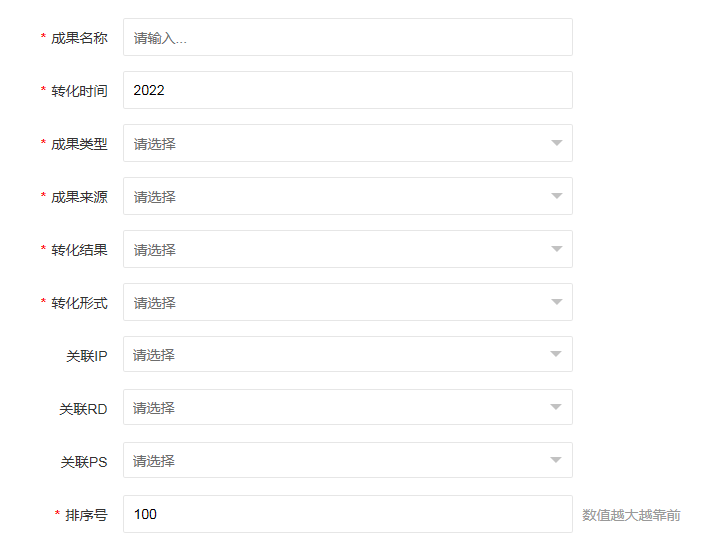 * 成果名称 请输入...
* 转化时间 2022
* 成果类型 请选择
* 成果来源 请选择
* 转化结果 请选择
* 转化形式 请选择
关联IP 请选择
关联RD 请选择
关联PS 请选择
* 排序号 100 数值越大越靠前